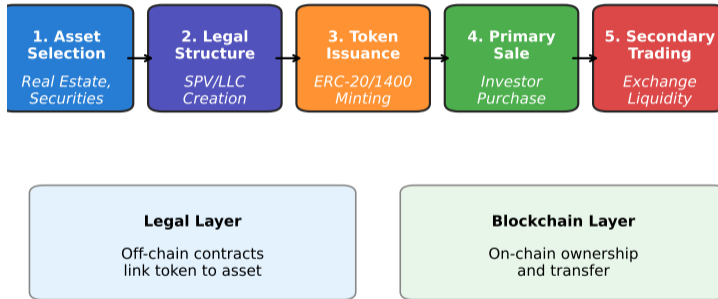 1. Asset
Selection
Real Estate,
Securities
2. Legal
Structure
SPV/LLC
Creation
3. Token
Issuance
ERC-20/1400
Minting
4. Primary
Sale
Investor
Purchase
5. Secondary
Trading
Exchange
Liquidity
Legal Layer
Off-chain contracts
link token to asset
Blockchain Layer
On-chain ownership
and transfer